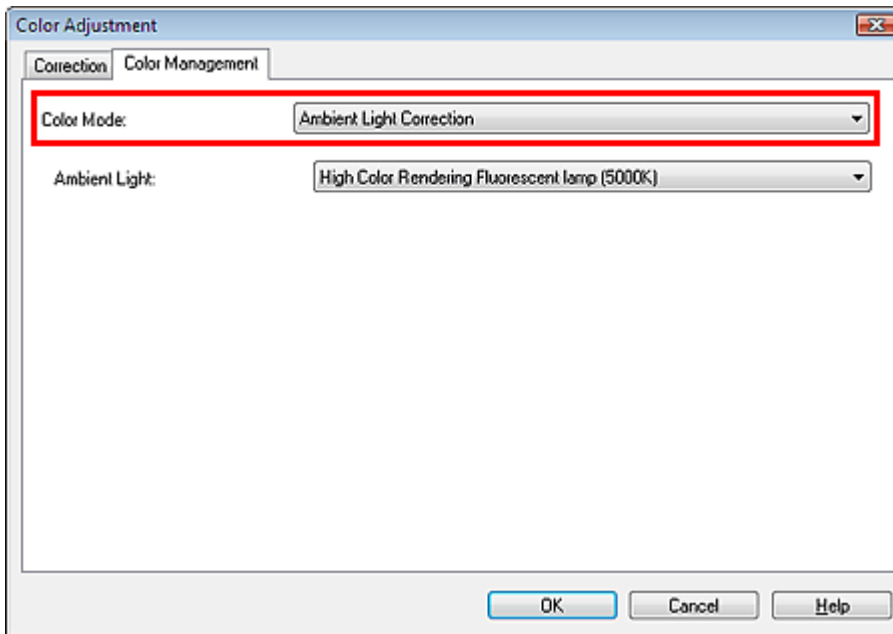 Color Adjustment
Correction Color Management
Color Mode: Ambient Light Correction
Ambient Light: High Color Rendering Fluorescent lamp (5000K)
OK Cancel Help